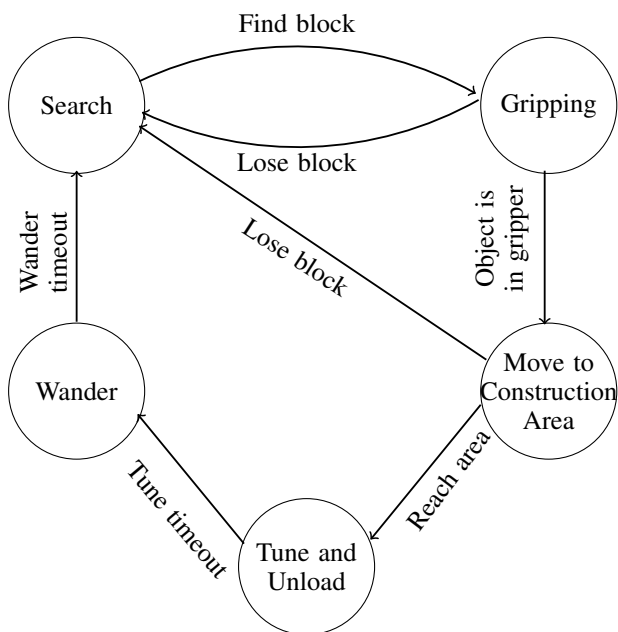 Find block
Search
Gripping
Lose block
Wander
timeout
Lose block
Object is
in gripper
Wander
Move to
Construction
Area
Tune timeout
Reach area
Tune and
Unload